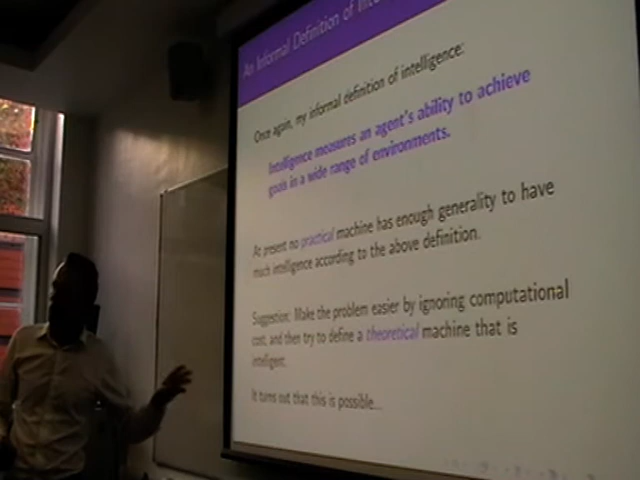 An Informal Definition of
Once again, my informal definition of intelligence:
Intelligence measures an agent's ability to achieve
goals in a wide range of environments.
At present no practical machine has enough generality to have
much intelligence according to the above definition.
Suggestion: Make the problem easier by ignoring computational
cost, and then try to define a theoretical machine that is
intelligent.
It turns out that this is possible...